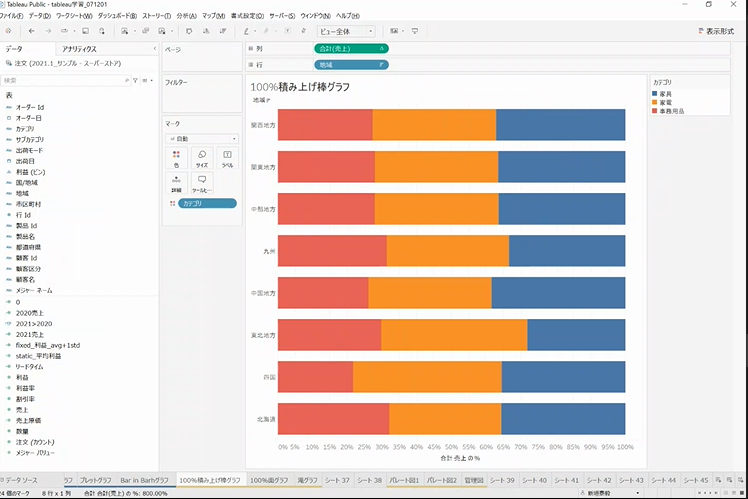 Tableau Public - tableau学習_071201
ファイル(F) データ(D) ワークシート(W) ダッシュボード(B) ストーリー(T) 分析(A) マップ(M) 書式設定(O) サーバー(S) ウィンドウ(N) ヘルプ(H)
ビュー全体
表示形式
データ
アナリティクス
注文 (2021.1_サンプル - スーパーストア)
検索
表
オーダー Id
オーダー日
カテゴリ
サブカテゴリ
出荷モード
出荷日
利益 (ビン)
国/地域
地域
市区町村
行 Id
製品 Id
製品名
都道府県
顧客 Id
顧客区分
顧客名
メジャー ネーム
0
2020売上
2021>2020
2021売上
fixed_利益_avg+1std
static_平均利益
リードタイム
利益
利益率
割引率
売上
売上原価
数量
注文 (カウント)
メジャー バリュー
ページ
フィルター
マーク
自動
色
サイズ
ラベル
詳細
ツールヒ...
カテゴリ
列
合計(売上)
行
地域
100%積み上げ棒グラフ
地域
関西地方
関東地方
中部地方
九州
中国地方
東北地方
四国
北海道
0% 5% 10% 15% 20% 25% 30% 35% 40% 45% 50% 55% 60% 65% 70% 75% 80% 85% 90% 95% 100%
合計 売上 の %
カテゴリ
家具
家電
事務用品
データ ソース
ラフ
ブレットグラフ
Bar in Barhグラフ
100%積み上げ棒グラフ
100%面グラフ
滝グラフ
シート 37
シート 38
パレート図1
パレート図2
管理図
シート 39
シート 40
シート 41
シート 42
シート 43
シート 44
シート 45
24 個のマーク
8 行 x 1 列
合計 合計(売上) の %: 800.00%